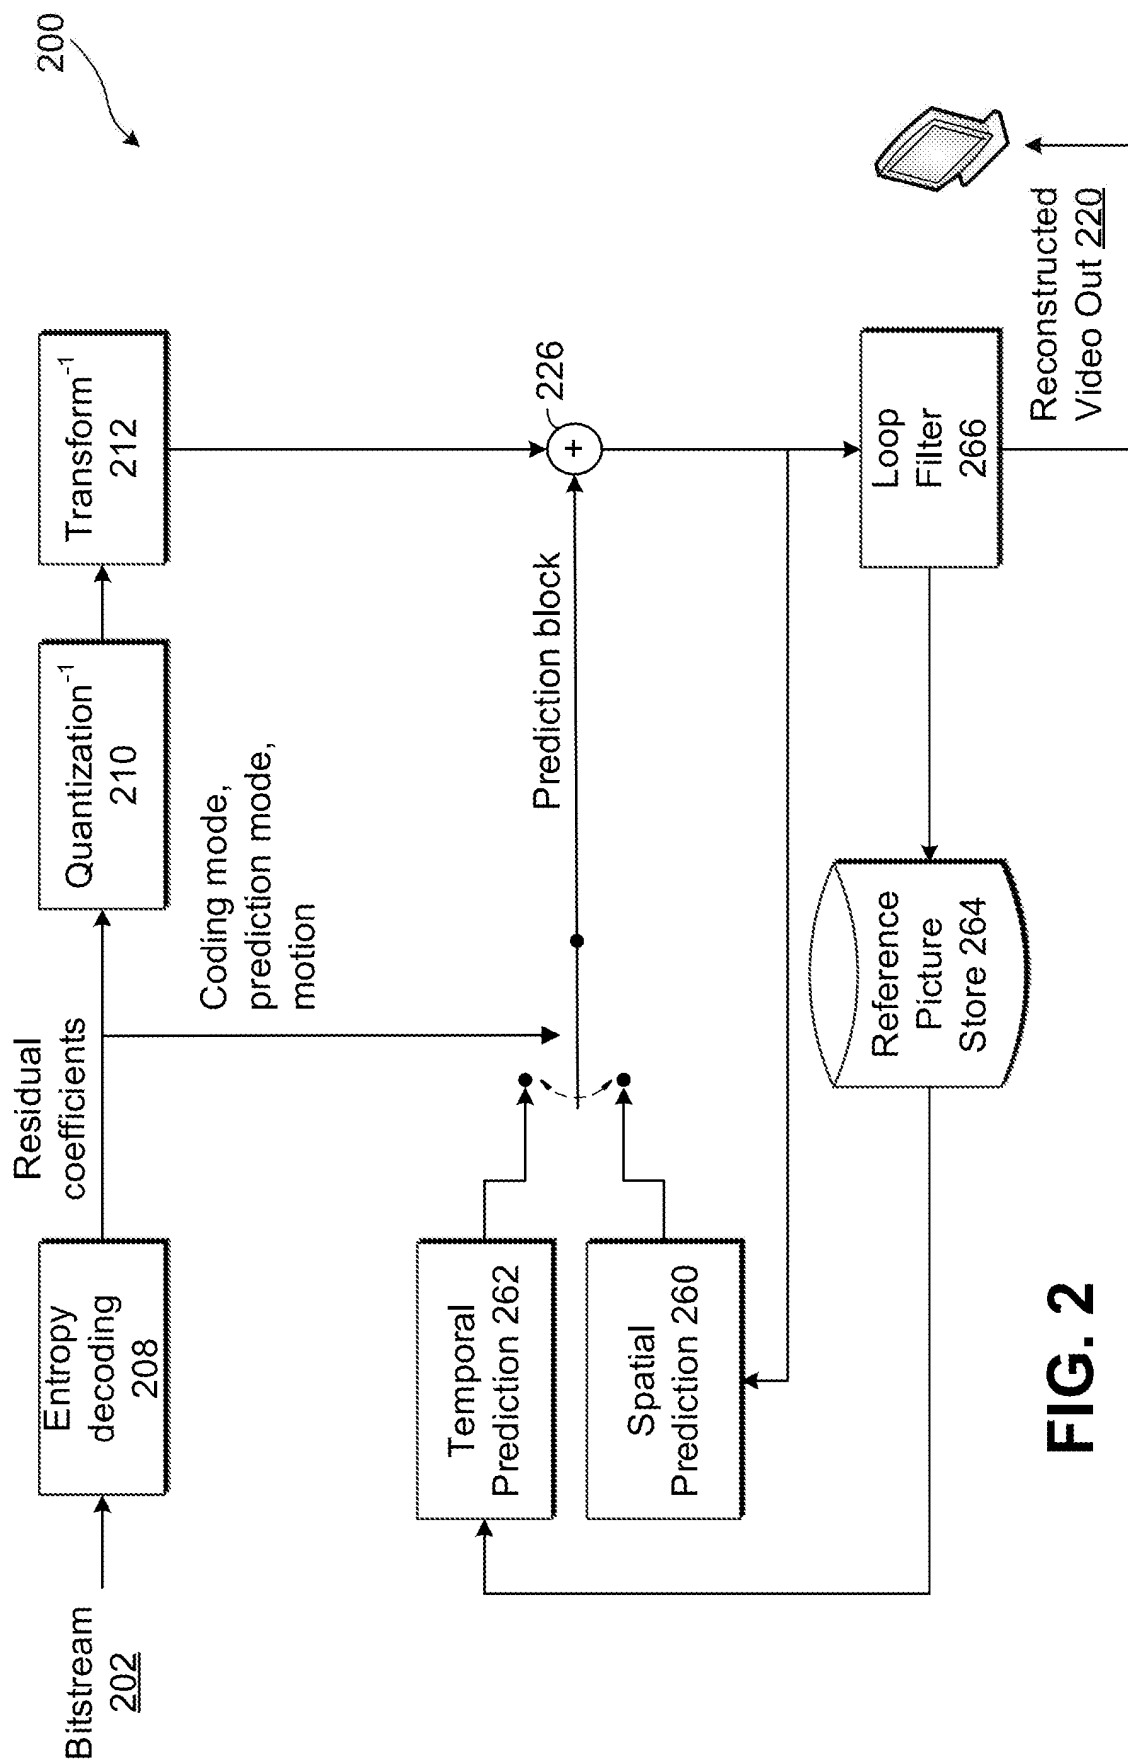 200
Bitstream
202
Entropy
decoding
208
Residual
coefficients
Quantization⁻¹
210
Transform⁻¹
212
Coding mode,
prediction mode,
motion
Temporal
Prediction 262
Spatial
Prediction 260
Prediction block
+
226
Reference
Picture
Store 264
Loop
Filter
266
Reconstructed
Video Out 220
FIG. 2